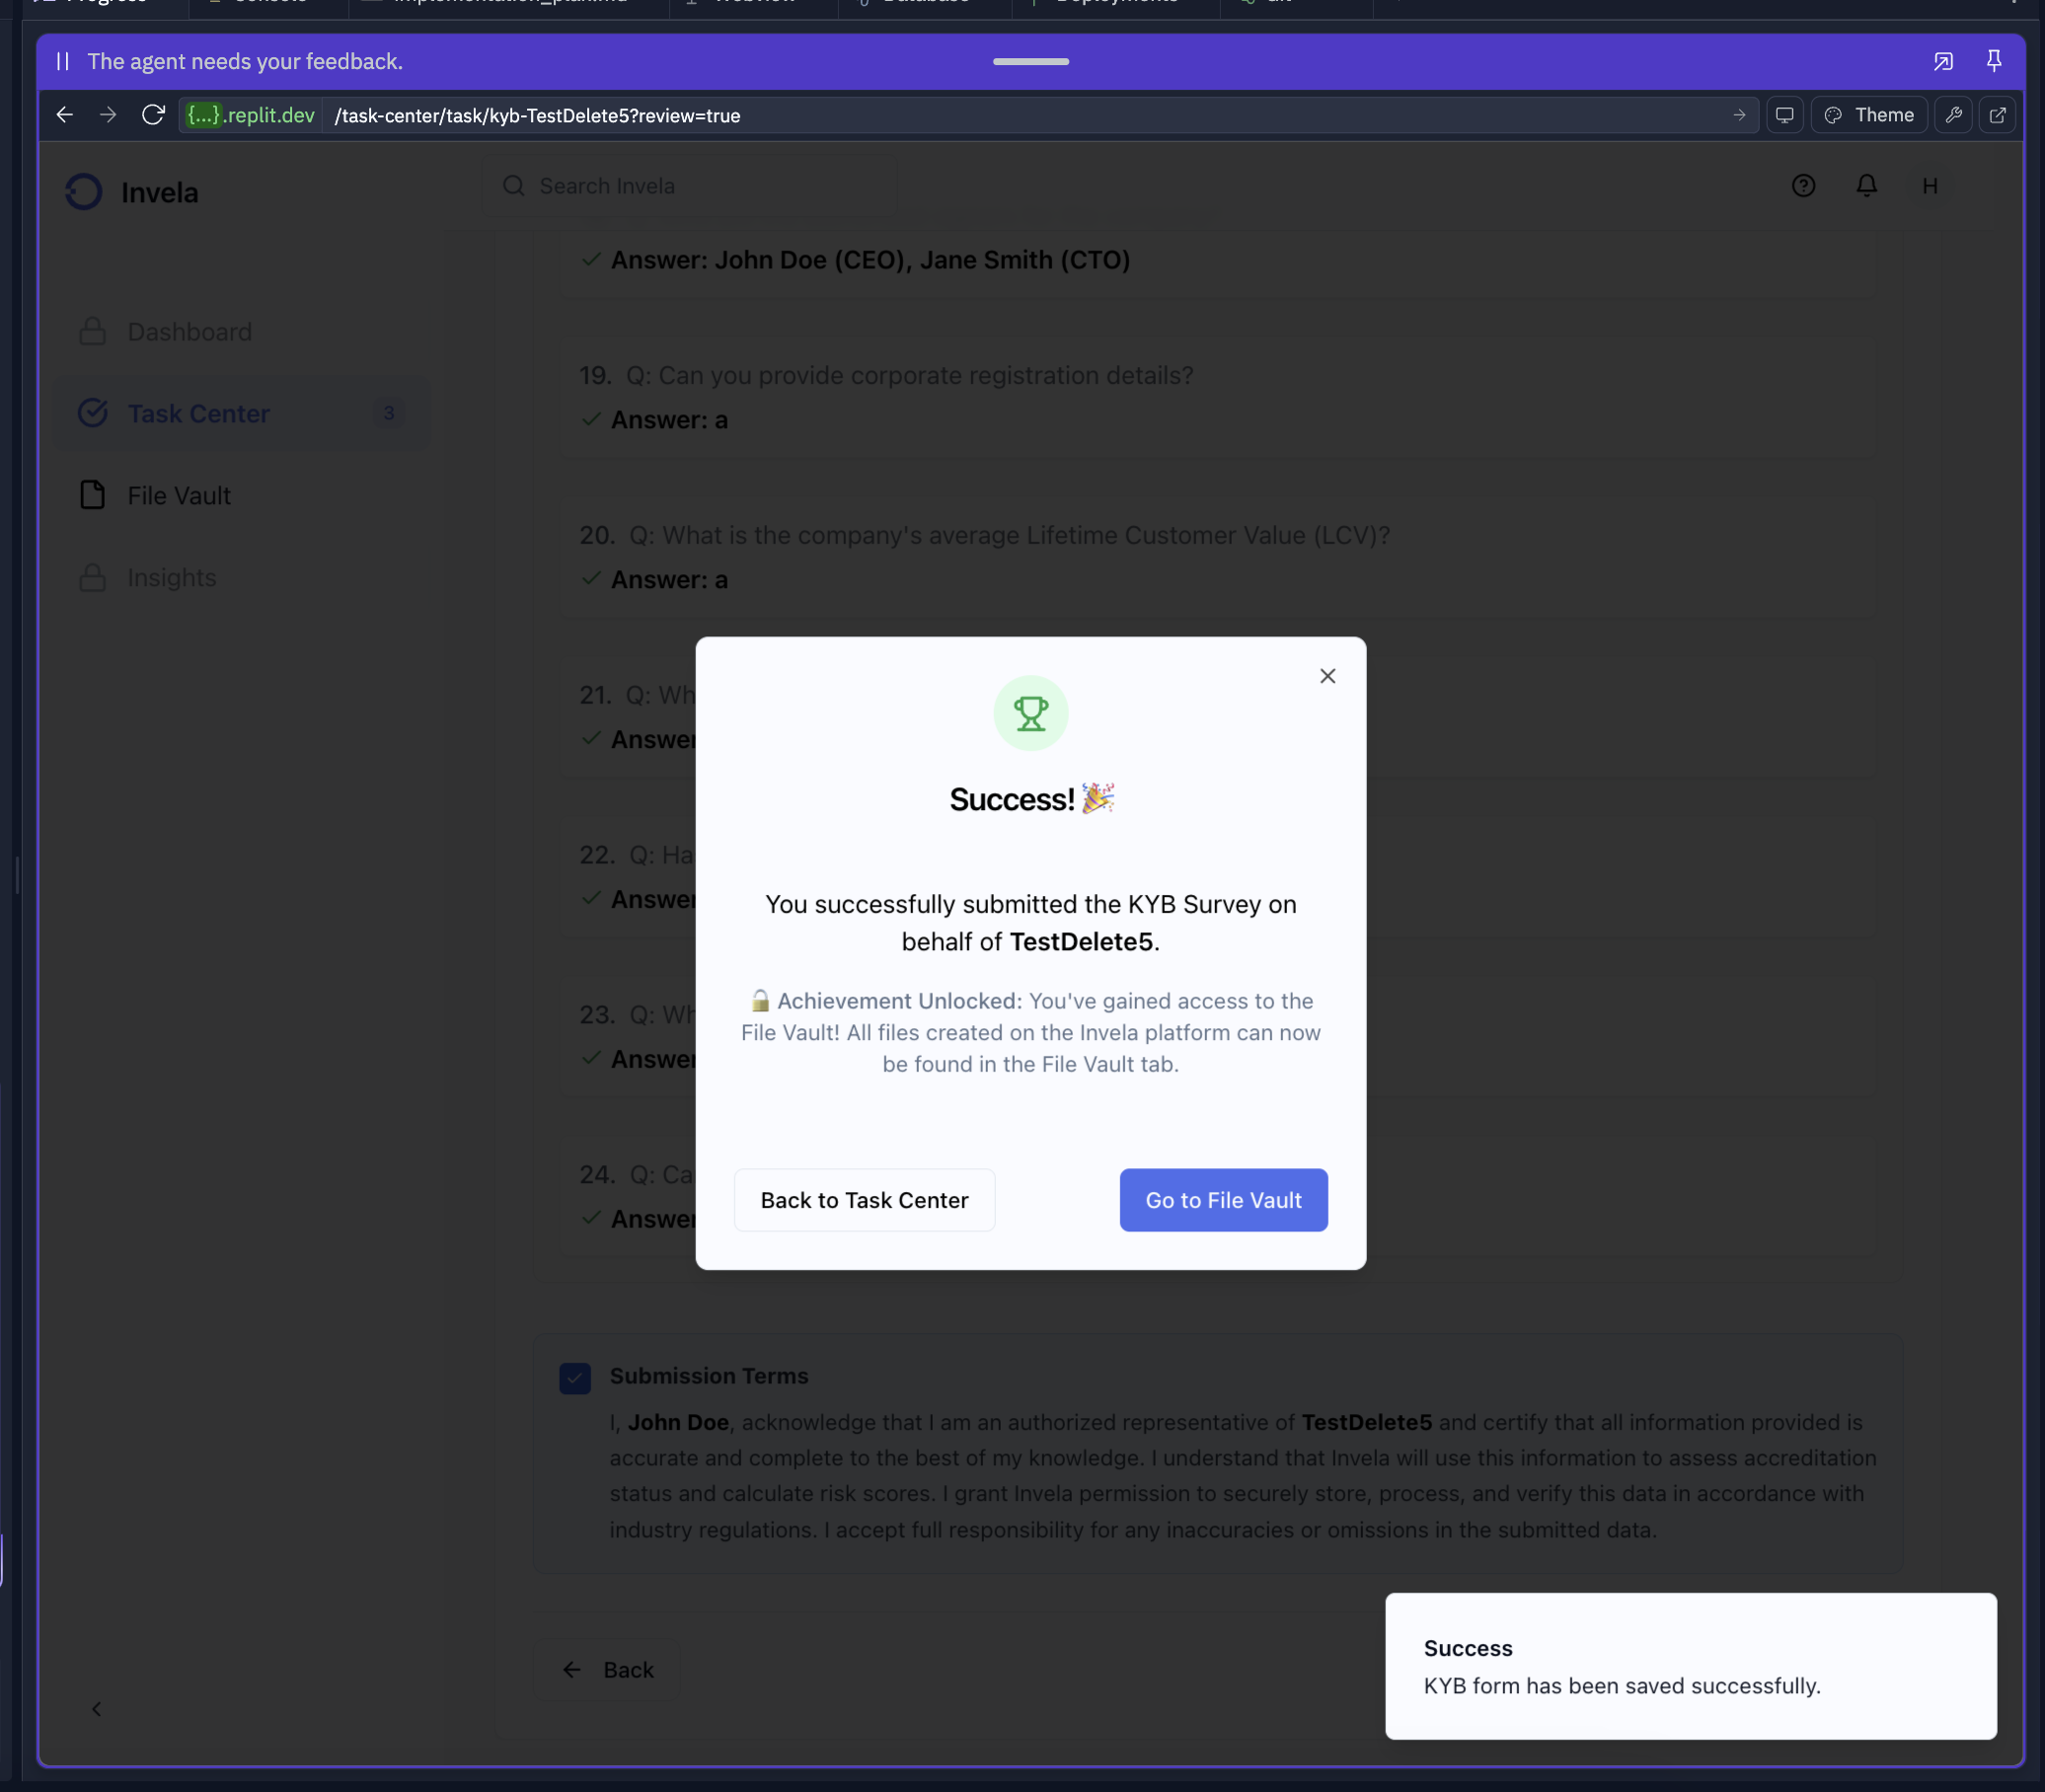 The agent needs your feedback.
{...}.replit.dev /task-center/task/kyb-TestDelete5?review=true
Theme
Invela
Search Invela
H
Dashboard
Task Center 3
File Vault
Insights
Answer: John Doe (CEO), Jane Smith (CTO)
19. Q: Can you provide corporate registration details?
Answer: a
20. Q: What is the company's average Lifetime Customer Value (LCV)?
Answer: a
21. Q: Wh
Answer
22. Q: Ha
Answer
23. Q: Wh
Answer
24. Q: Ca
Answer
Success! 🎉
You successfully submitted the KYB Survey on
behalf of TestDelete5.
🔓 Achievement Unlocked: You've gained access to the
File Vault! All files created on the Invela platform can now
be found in the File Vault tab.
Back to Task Center
Go to File Vault
Submission Terms
I, John Doe, acknowledge that I am an authorized representative of TestDelete5 and certify that all information provided is
accurate and complete to the best of my knowledge. I understand that Invela will use this information to assess accreditation
status and calculate risk scores. I grant Invela permission to securely store, process, and verify this data in accordance with
industry regulations. I accept full responsibility for any inaccuracies or omissions in the submitted data.
Back
Success
KYB form has been saved successfully.